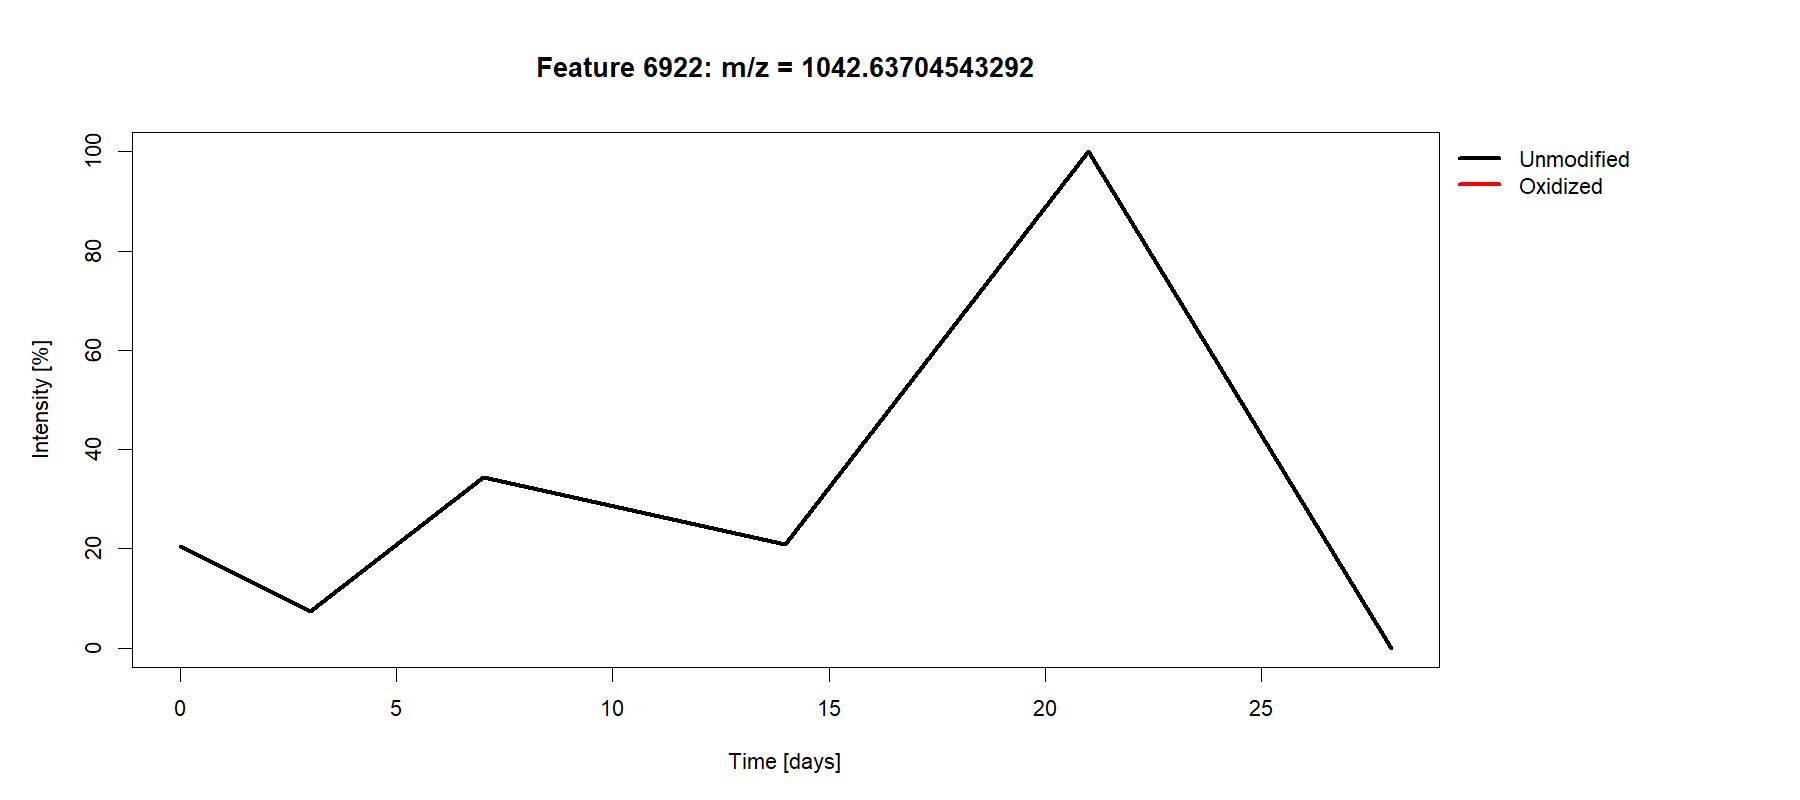 Feature 6922: m/z = 1042.63704543292
Unmodified
Oxidized
Intensity [%]
100
80
60
40
20
0
0 5 10 15 20 25
Time [days]